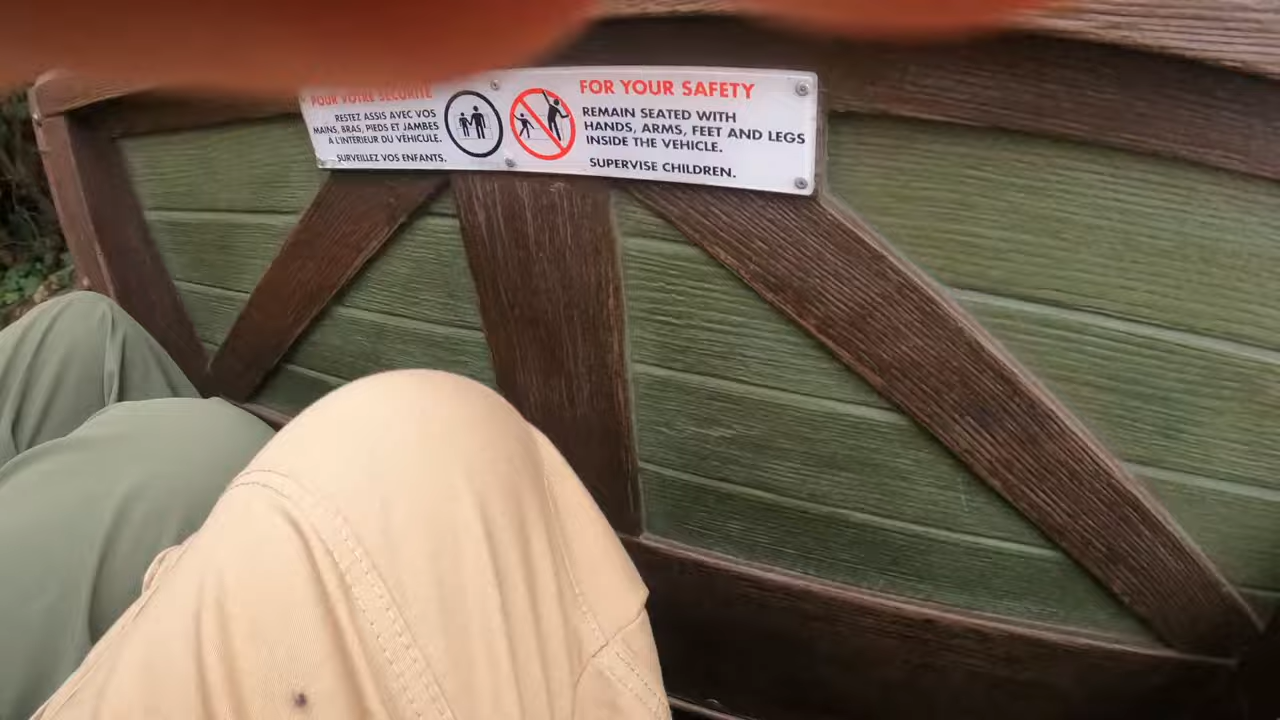 POUR VOTRE SÉCURITÉ
RESTEZ ASSIS AVEC VOS
MAINS, BRAS, PIEDS ET JAMBES
A L'INTÉRIEUR DU VÉHICULE.
SURVEILLEZ VOS ENFANTS.
FOR YOUR SAFETY
REMAIN SEATED WITH
HANDS, ARMS, FEET AND LEGS
INSIDE THE VEHICLE.
SUPERVISE CHILDREN.